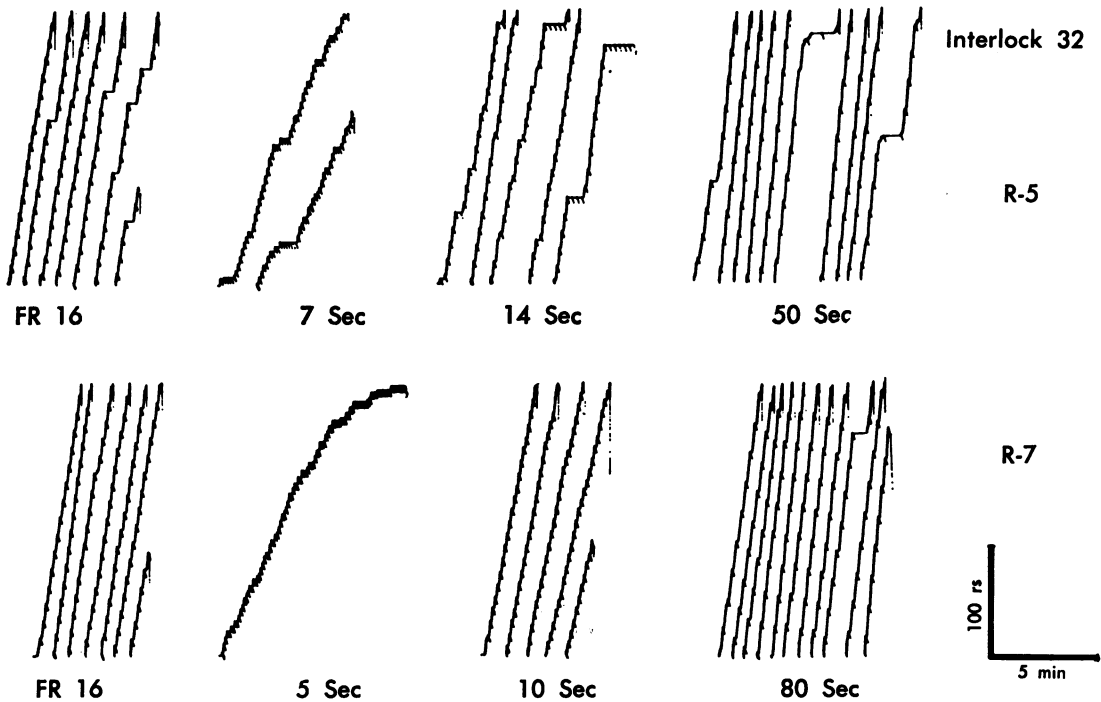 Interlock 32
R-5
FR 16
7 Sec
14 Sec
50 Sec
R-7
100 rs
5 min
FR 16
5 Sec
10 Sec
80 Sec